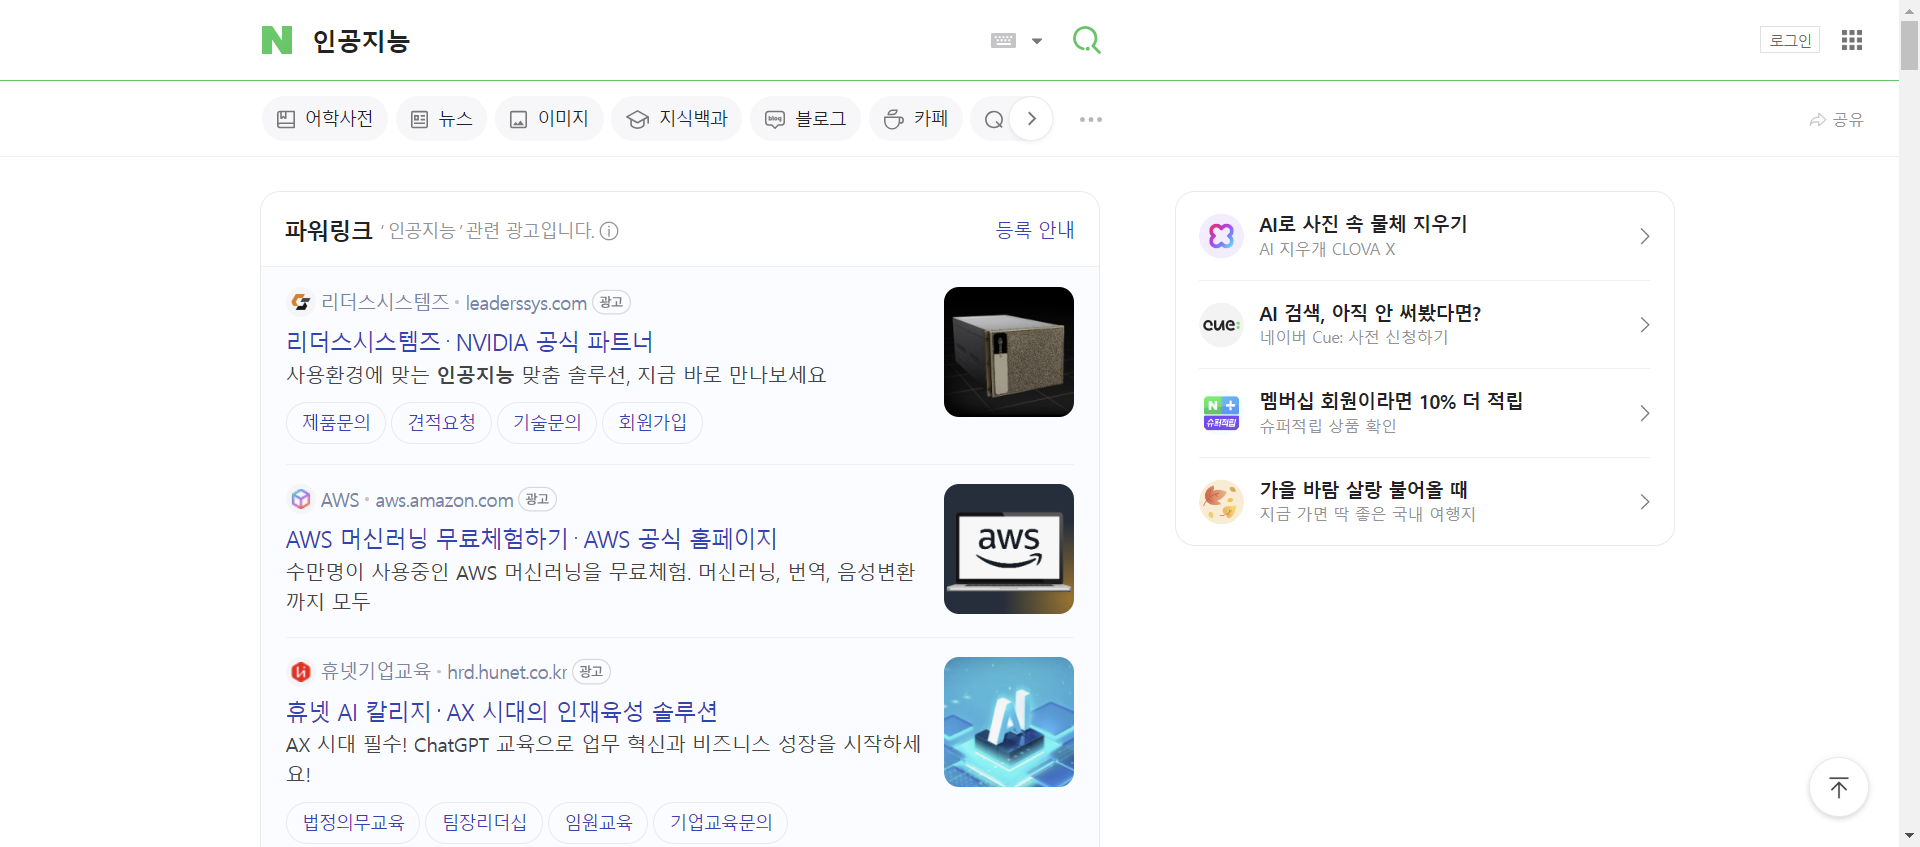 인공지능
로그인
어학사전
뉴스
이미지
지식백과
블로그
카페
공유
파워링크 '인공지능' 관련 광고입니다.
등록 안내
리더스시스템즈 · leaderssys.com 광고
리더스시스템즈 · NVIDIA 공식 파트너
사용환경에 맞는 인공지능 맞춤 솔루션, 지금 바로 만나보세요
제품문의 견적요청 기술문의 회원가입
AWS · aws.amazon.com 광고
AWS 머신러닝 무료체험하기 · AWS 공식 홈페이지
수만명이 사용중인 AWS 머신러닝을 무료체험. 머신러닝, 번역, 음성변환
까지 모두
aws
휴넷기업교육 · hrd.hunet.co.kr 광고
휴넷 AI 칼리지 · AX 시대의 인재육성 솔루션
AX 시대 필수! ChatGPT 교육으로 업무 혁신과 비즈니스 성장을 시작하세
요!
AI
법정의무교육 팀장리더십 임원교육 기업교육문의
AI로 사진 속 물체 지우기
AI 지우개 CLOVA X
cue:
AI 검색, 아직 안 써봤다면?
네이버 Cue: 사전 신청하기
N +
슈퍼적립
멤버십 회원이라면 10% 더 적립
슈퍼적립 상품 확인
가을 바람 살랑 불어올 때
지금 가면 딱 좋은 국내 여행지